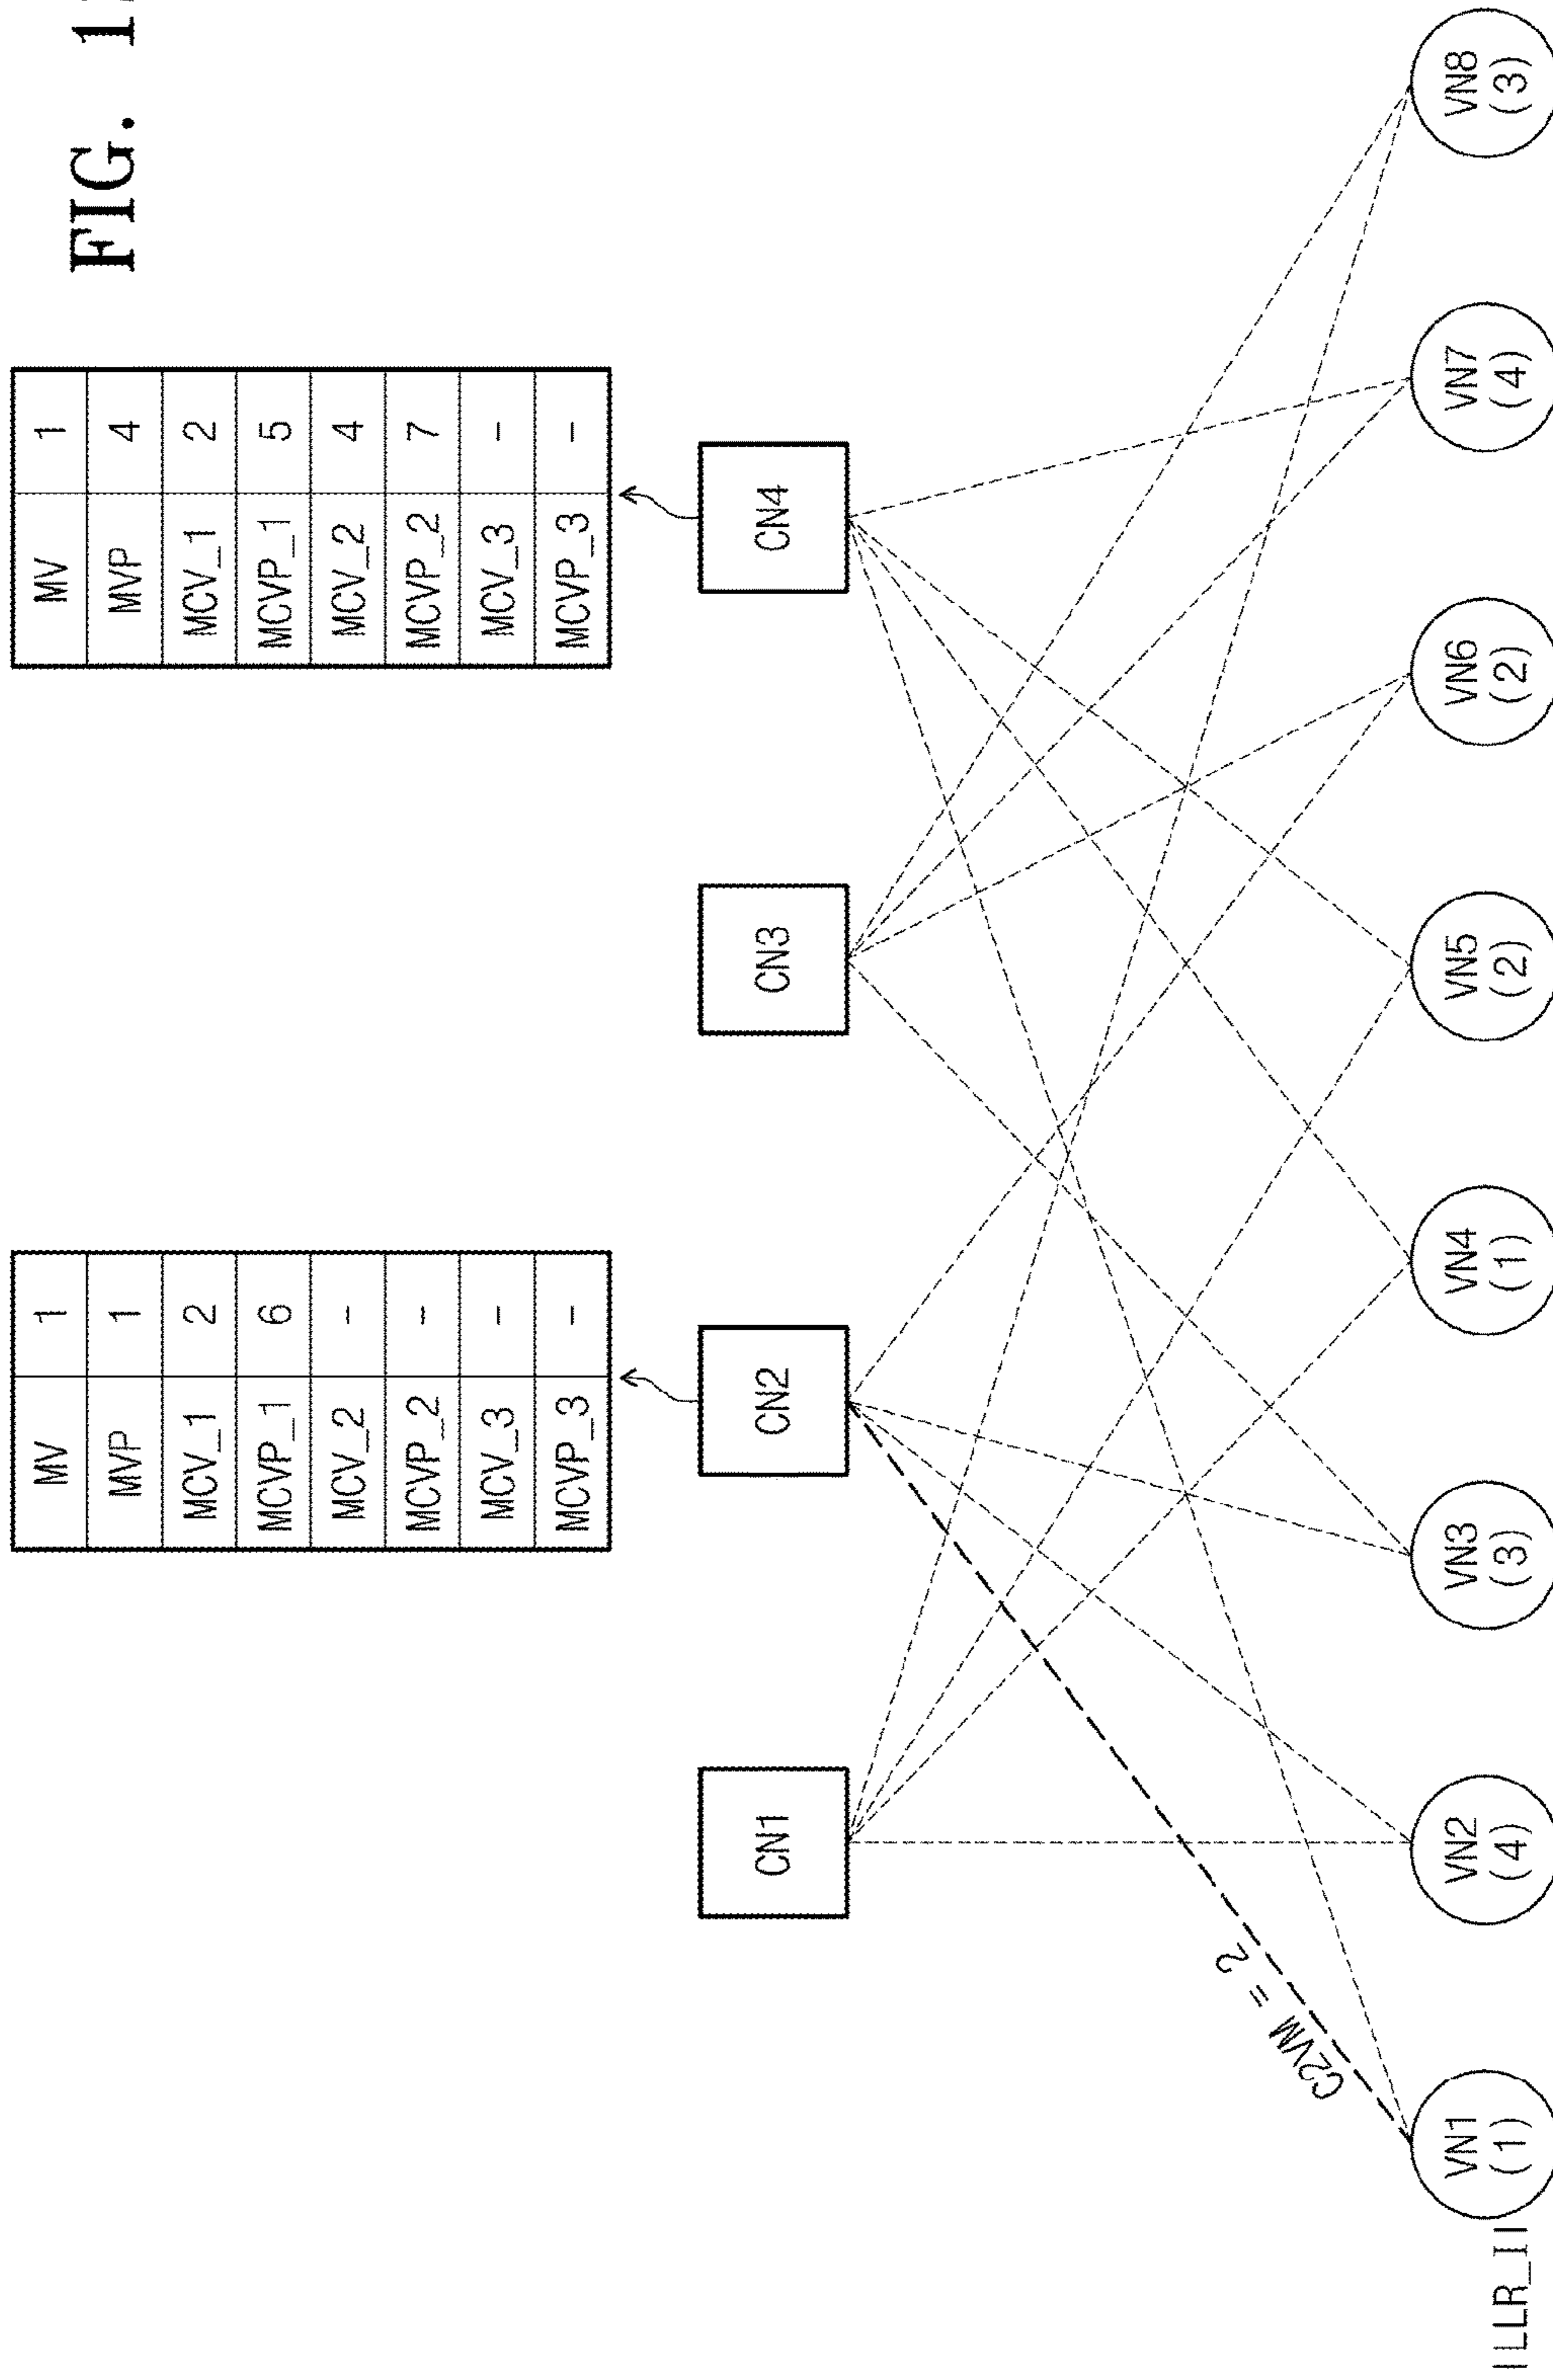 FIG. 1
MV 1
MVP 1
MCV_1 2
MCVP_1 6
MCV_2 -
MCVP_2 -
MCV_3 -
MCVP_3 -
MV 1
MVP 4
MCV_1 2
MCVP_1 5
MCV_2 4
MCVP_2 7
MCV_3 -
MCVP_3 -
CN1
CN2
CN3
CN4
C2VM = 2
ILLR_II
VN1
(1)
VN2
(4)
VN3
(3)
VN4
(1)
VN5
(2)
VN6
(2)
VN7
(4)
VN8
(3)